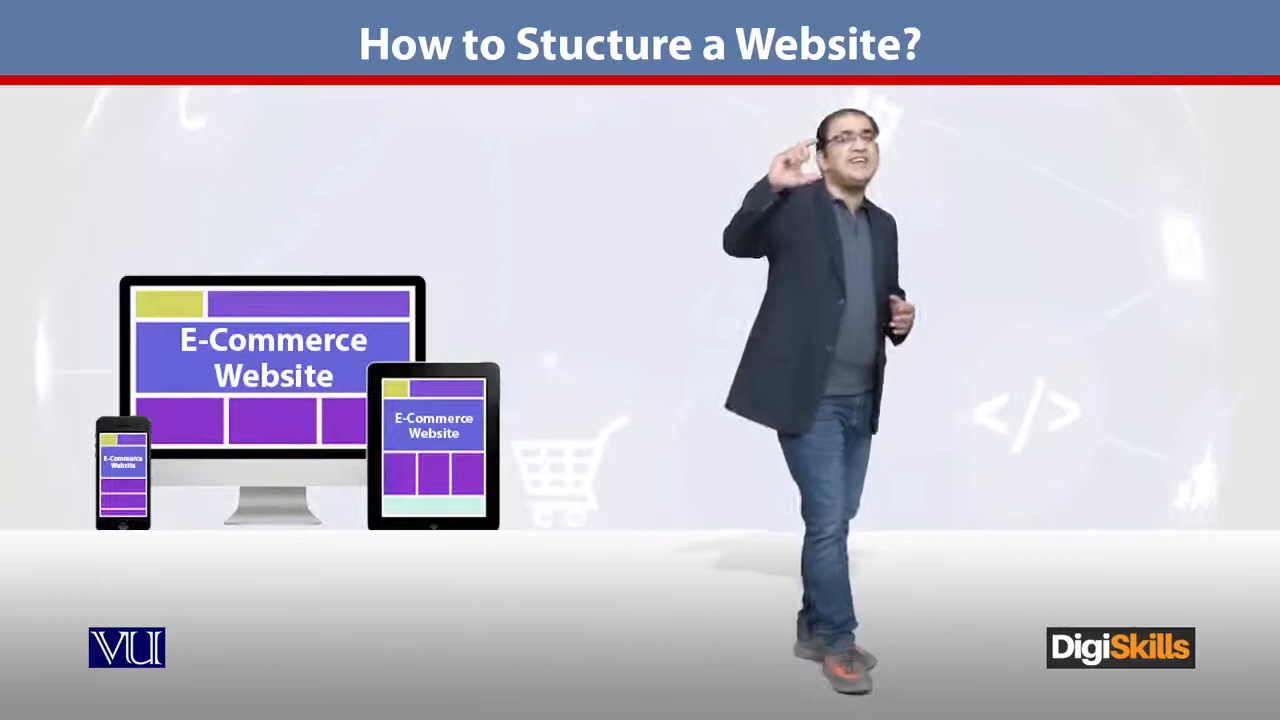 How to Stucture a Website?
E-Commerce
Website
E-Commerce
Website
E-Commerce
Website
</>
VU
DigiSkills